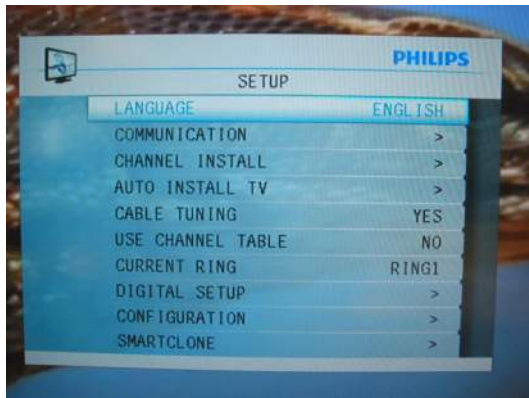 PHILIPS
SETUP
LANGUAGE ENGLISH
COMMUNICATION >
CHANNEL INSTALL >
AUTO INSTALL TV >
CABLE TUNING YES
USE CHANNEL TABLE NO
CURRENT RING RING1
DIGITAL SETUP >
CONFIGURATION >
SMARTCLONE >